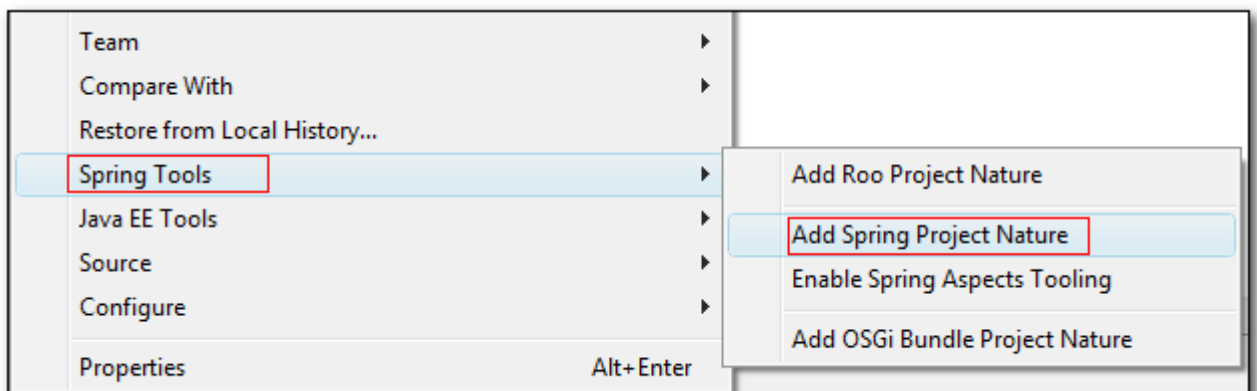 Team
Compare With
Restore from Local History...
Spring Tools
Java EE Tools
Source
Configure
Properties Alt+Enter
Add Roo Project Nature
Add Spring Project Nature
Enable Spring Aspects Tooling
Add OSGi Bundle Project Nature